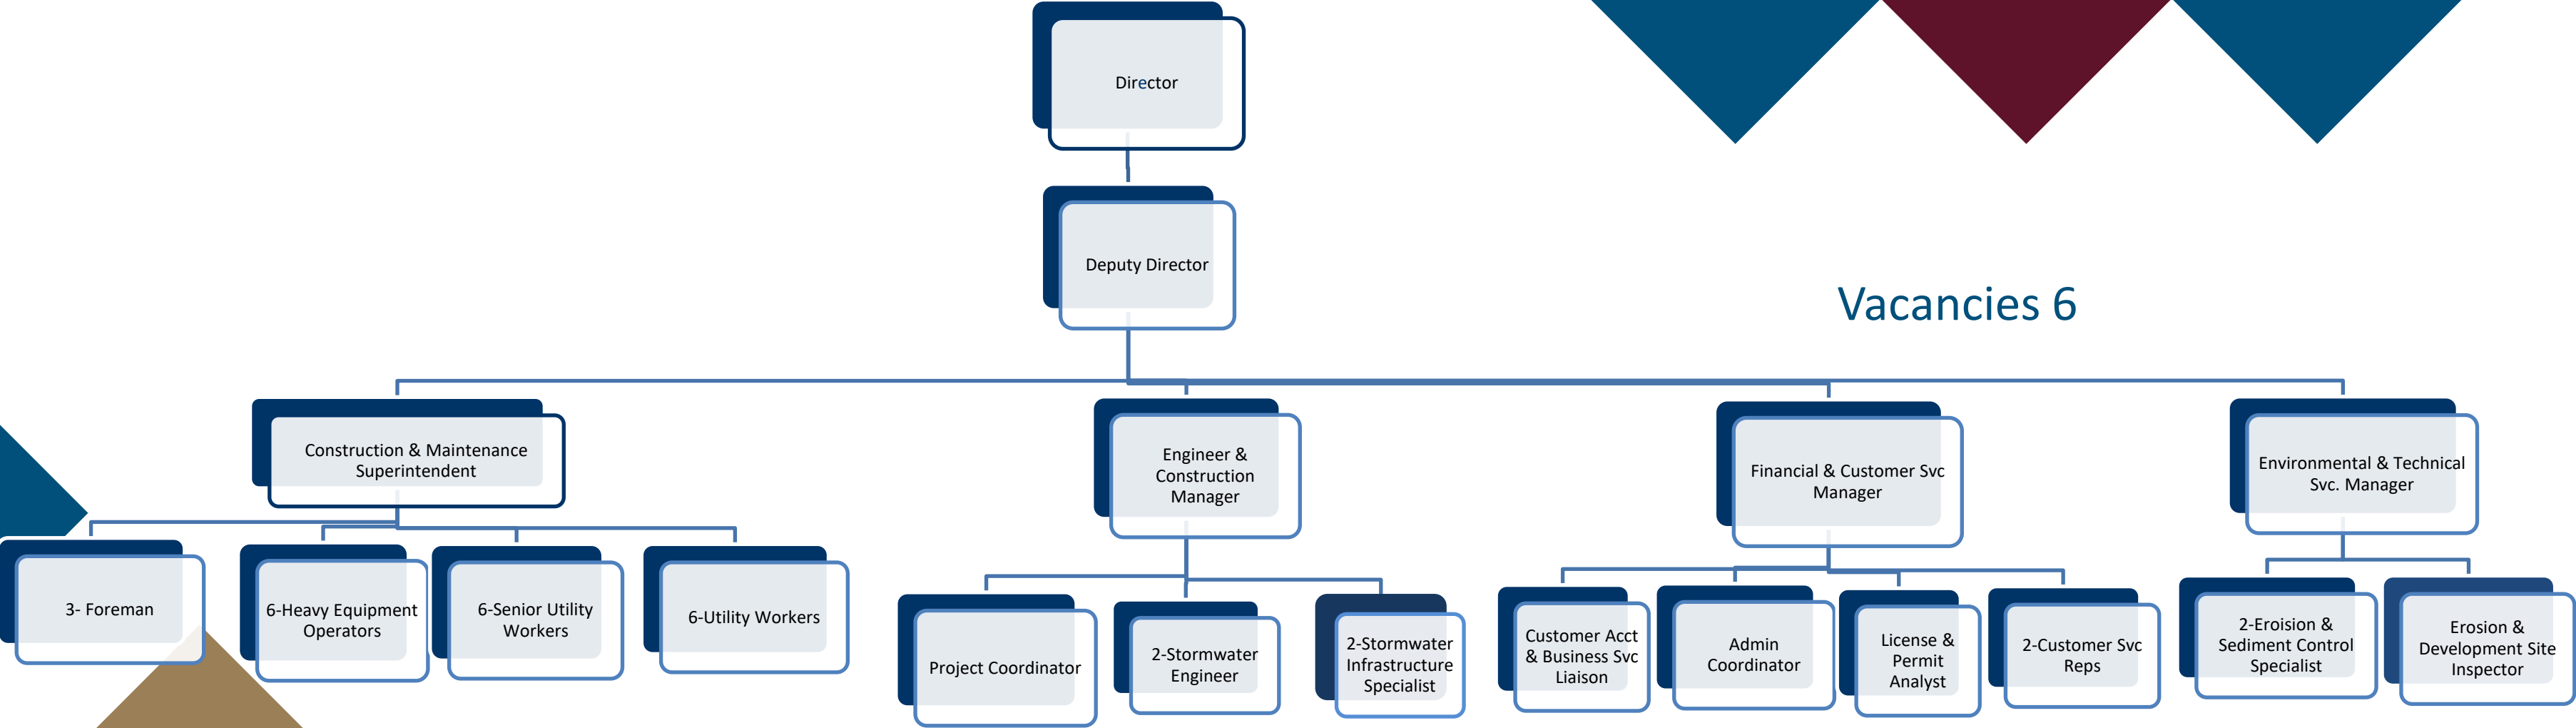 Director
Deputy Director
Vacancies 6
Construction & Maintenance
Superintendent
Engineer &
Construction
Manager
Financial & Customer Svc
Manager
Environmental & Technical
Svc. Manager
3- Foreman
6-Heavy Equipment
Operators
6-Senior Utility
Workers
6-Utility Workers
Project Coordinator
2-Stormwater
Engineer
2-Stormwater
Infrastructure
Specialist
Customer Acct
& Business Svc
Liaison
Admin
Coordinator
License &
Permit
Analyst
2-Customer Svc
Reps
2-Eroision &
Sediment Control
Specialist
Erosion &
Development Site
Inspector